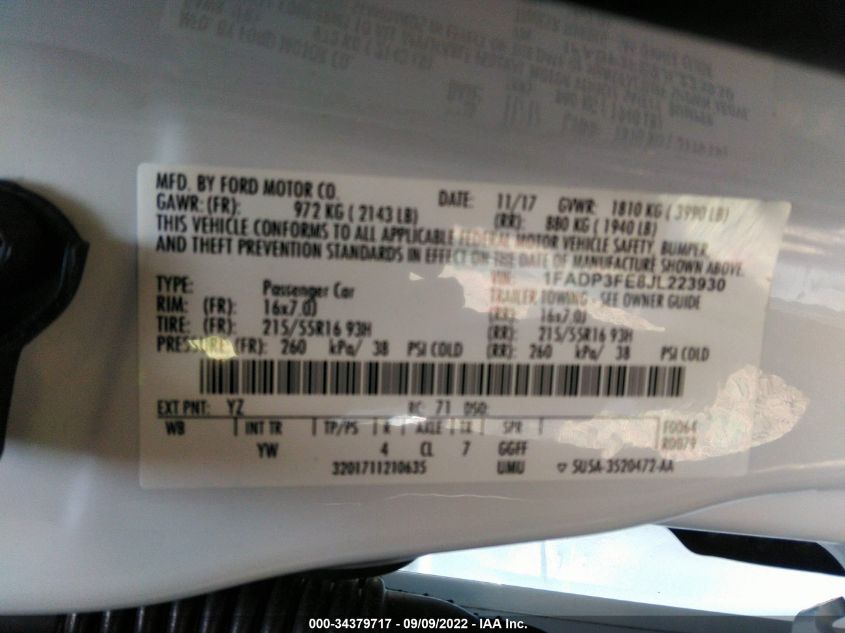 MFD. BY FORD MOTOR CO. DATE: 11/17 GVWR: 1810 KG ( 3990 LB)
GAWR: (FR): 972 KG ( 2143 LB) (RR): 880 KG ( 1940 LB)
THIS VEHICLE CONFORMS TO ALL APPLICABLE FEDERAL MOTOR VEHICLE SAFETY, BUMPER,
AND THEFT PREVENTION STANDARDS IN EFFECT ON THE DATE OF MANUFACTURE SHOWN ABOVE.
VIN: 1FADP3FE8JL223930
TYPE: Passenger Car TRAILER TOWING - SEE OWNER GUIDE
RIM: (FR): 16x7.0J (RR): 16x7.0J
TIRE: (FR): 215/55R16 93H (RR): 215/55R16 93H
PRESSURE (FR): 260 kPa/ 38 PSI COLD (RR): 260 kPa/ 38 PSI COLD
EXT PNT: YZ RC: 71 DSO:
WB INT TR TP/PS R AXLE TR SPR F0064
YW 4 CL 7 GGFF R0079
3201711210635 UMU 5U5A-3520472-AA
000-34379717 - 09/09/2022 - IAA Inc.